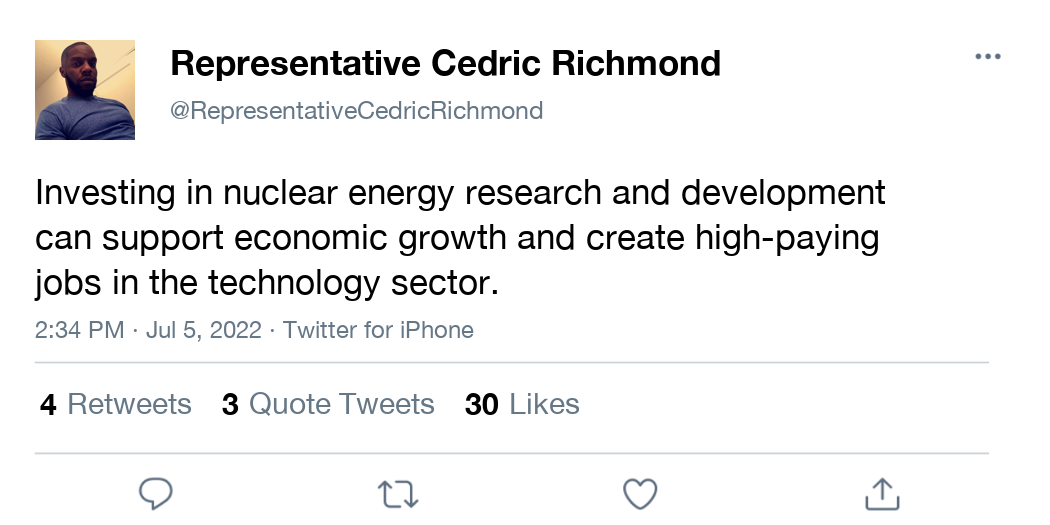 Representative Cedric Richmond
@RepresentativeCedricRichmond
Investing in nuclear energy research and development
can support economic growth and create high-paying
jobs in the technology sector.
2:34 PM · Jul 5, 2022 · Twitter for iPhone
4 Retweets 3 Quote Tweets 30 Likes